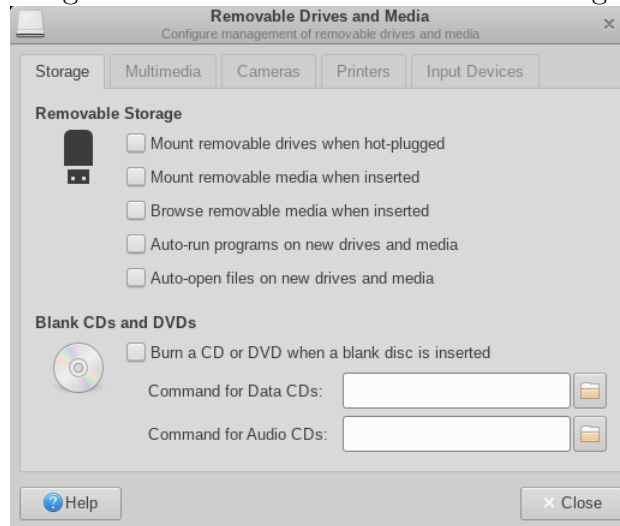 Removable Drives and Media
Configure management of removable drives and media
Storage
Multimedia
Cameras
Printers
Input Devices
Removable Storage
Mount removable drives when hot-plugged
Mount removable media when inserted
Browse removable media when inserted
Auto-run programs on new drives and media
Auto-open files on new drives and media
Blank CDs and DVDs
Burn a CD or DVD when a blank disc is inserted
Command for Data CDs:
Command for Audio CDs:
Help
Close